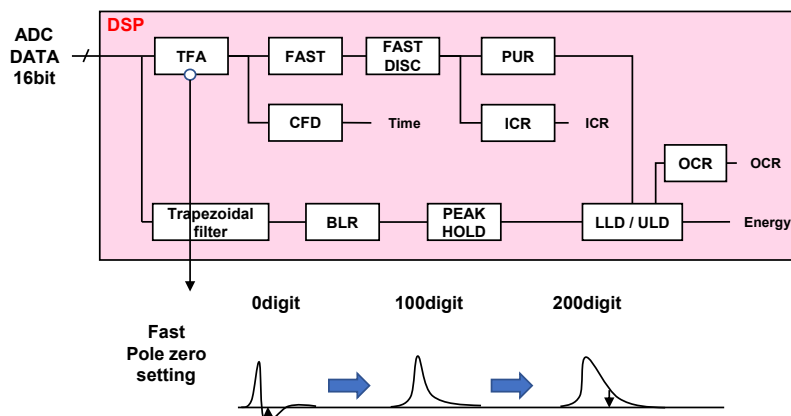 DSP
ADC
DATA
16bit
TFA
FAST
FAST
DISC
PUR
CFD
Time
ICR
ICR
OCR
OCR
Trapezoidal
filter
BLR
PEAK
HOLD
LLD / ULD
Energy
Fast
Pole zero
setting
0digit
100digit
200digit